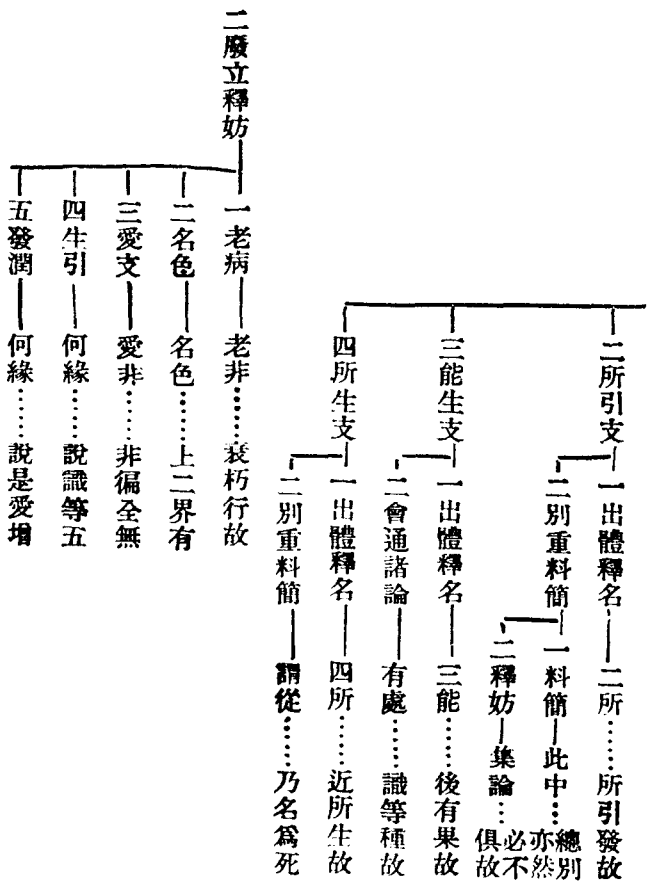 二所引支
一出體釋名
二所……所引發故
二別重料簡
一料簡
此中…總別亦然
二釋妨
集論…必不俱故
三能生支
一出體釋名
三能……後有果故
二會通諸論
有處……識等種故
四所生支
一出體釋名
四所……近所生故
二別重料簡
謂從……乃名爲死
二廢立釋妨
一老病
老非……衰朽行故
二名色
名色……上二界有
三愛支
愛非……非徧全無
四生引
何緣……說識等五
五發潤
何緣……說是愛增